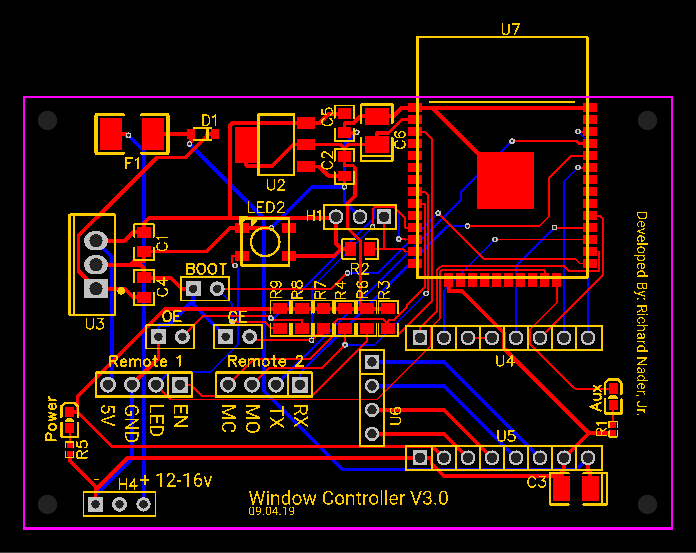 U7
D1
C5
F1
C6
C2
U2
LED2
H1
Developed By: Richard Nader, Jr.
C1
R2
BOOT
C4
R9
R8
R7
R4
R6
R3
U3
OE
CE
U4
Remote 1
Remote 2
Aux
5V
GND
LED
EN
MC
MO
TX
RX
U6
Power
R5
R1
U5
- H4 + 12-16v
C3
Window Controller V3.0
09.04.19